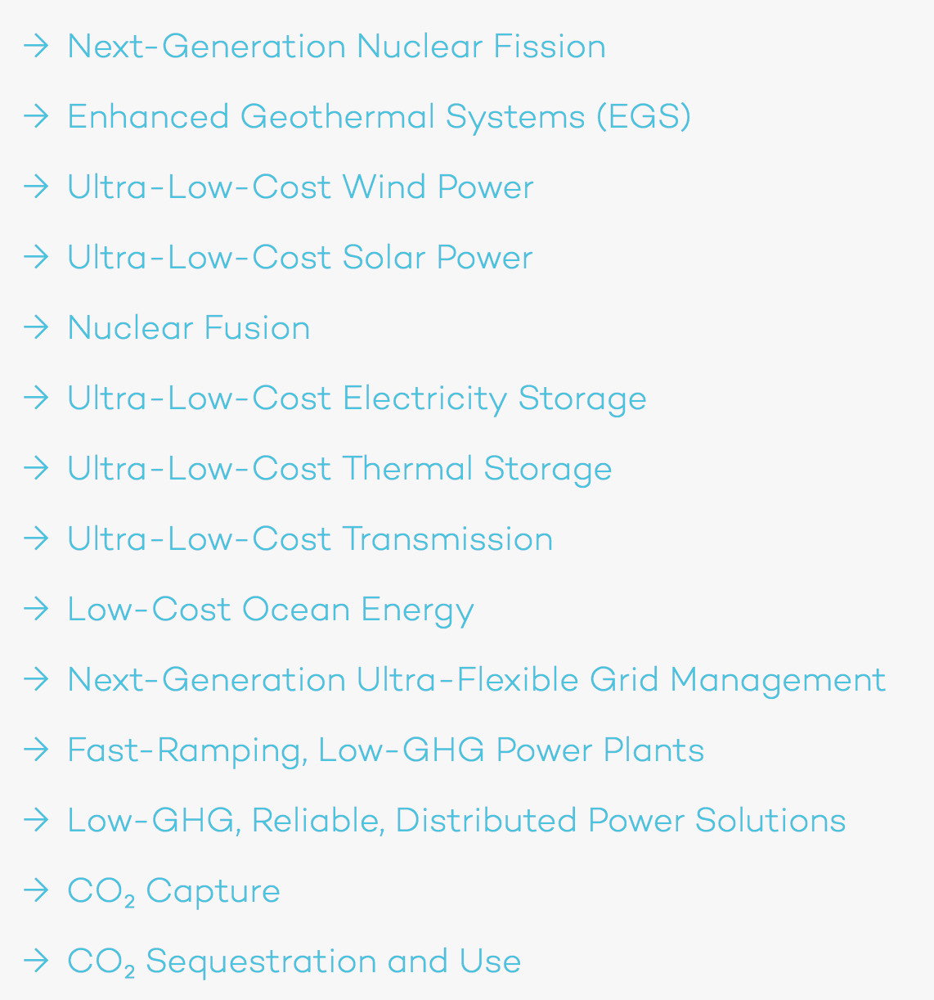 → Next-Generation Nuclear Fission
→ Enhanced Geothermal Systems (EGS)
→ Ultra-Low-Cost Wind Power
→ Ultra-Low-Cost Solar Power
→ Nuclear Fusion
→ Ultra-Low-Cost Electricity Storage
→ Ultra-Low-Cost Thermal Storage
→ Ultra-Low-Cost Transmission
→ Low-Cost Ocean Energy
→ Next-Generation Ultra-Flexible Grid Management
→ Fast-Ramping, Low-GHG Power Plants
→ Low-GHG, Reliable, Distributed Power Solutions
→ CO₂ Capture
→ CO₂ Sequestration and Use